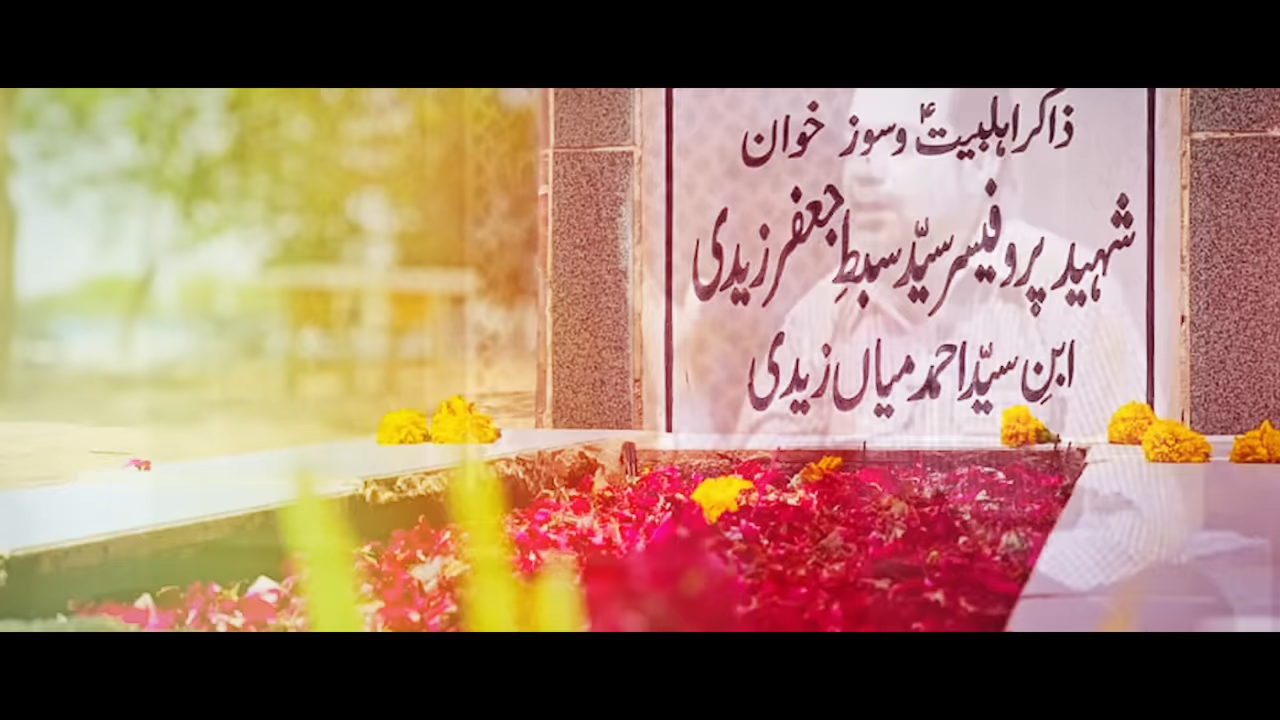 ذاکر اہلبیتؑ و سوز خوان
شہید پروفیسر سیّد سبطِ جعفر زیدی
ابنِ سیّد احمد میاں زیدی